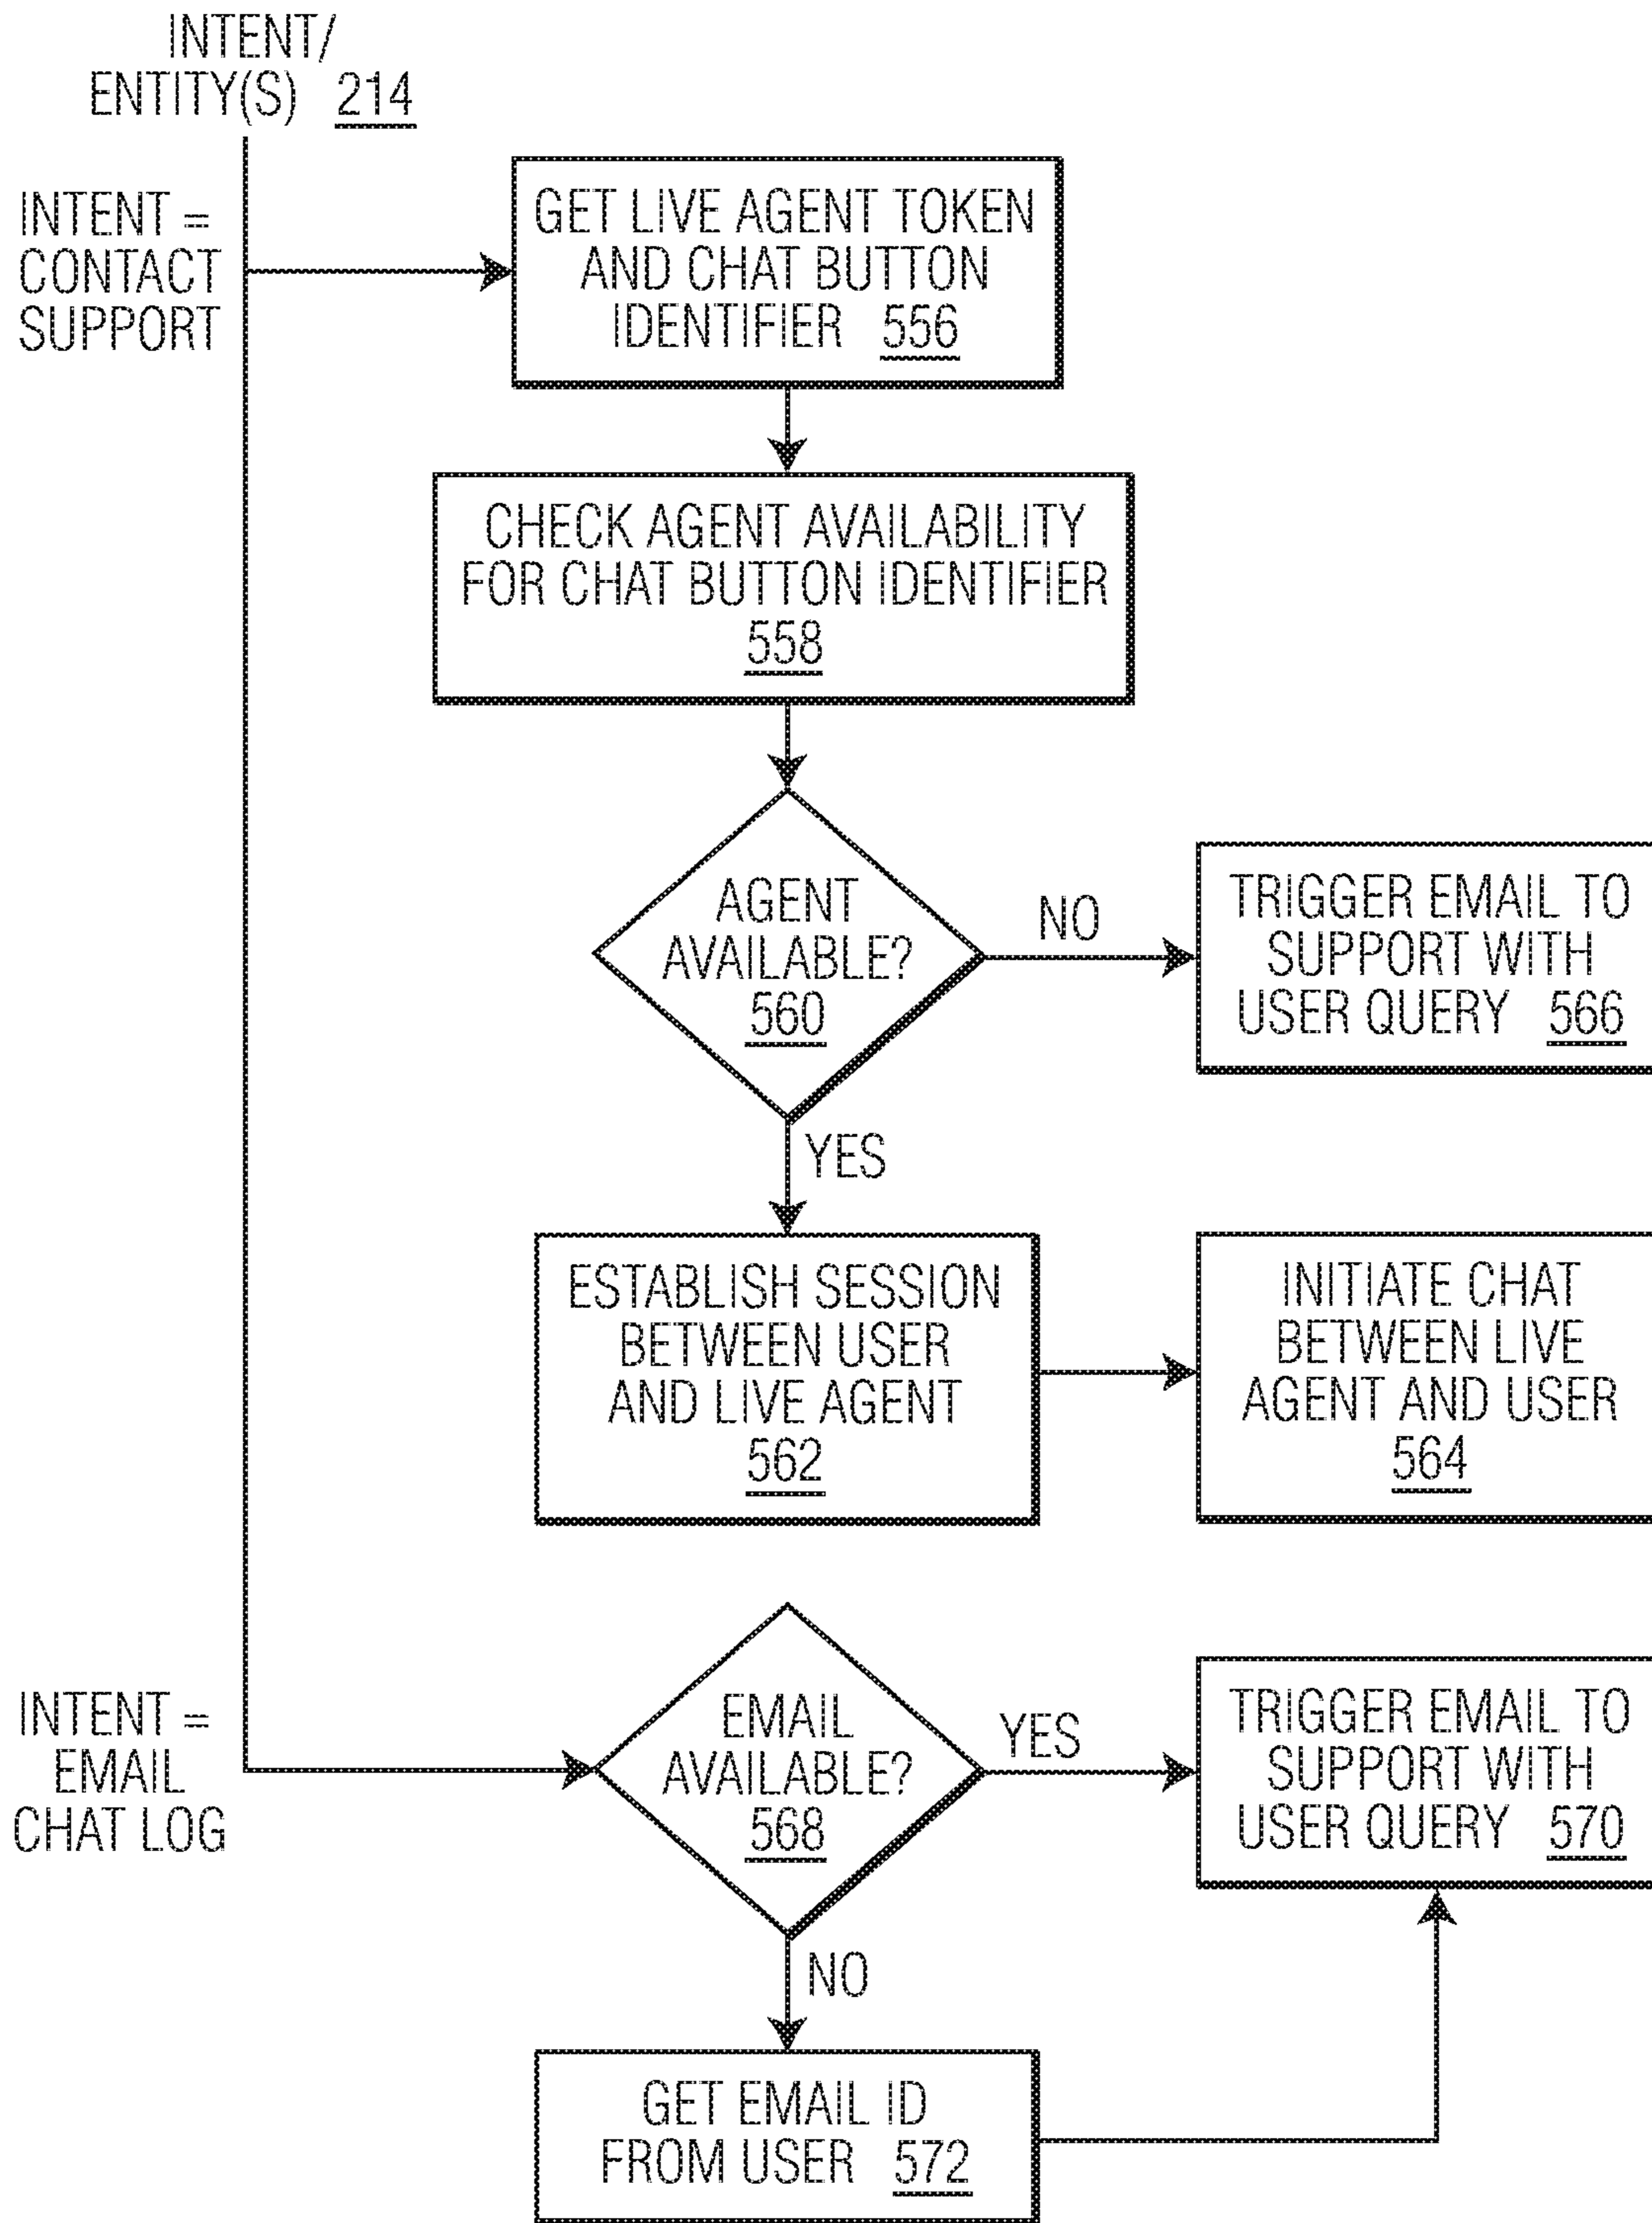 INTENT/
ENTITY(S) 214
INTENT =
CONTACT
SUPPORT
GET LIVE AGENT TOKEN
AND CHAT BUTTON
IDENTIFIER 556
CHECK AGENT AVAILABILITY
FOR CHAT BUTTON IDENTIFIER
558
AGENT
AVAILABLE?
560
NO
TRIGGER EMAIL TO
SUPPORT WITH
USER QUERY 566
YES
ESTABLISH SESSION
BETWEEN USER
AND LIVE AGENT
562
INITIATE CHAT
BETWEEN LIVE
AGENT AND USER
564
INTENT =
EMAIL
CHAT LOG
EMAIL
AVAILABLE?
568
YES
TRIGGER EMAIL TO
SUPPORT WITH
USER QUERY 570
NO
GET EMAIL ID
FROM USER 572